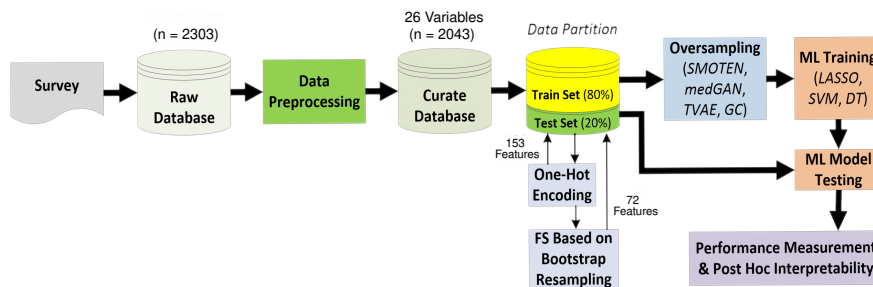 (n = 2303)
26 Variables
(n = 2043)
Data Partition
Survey
Raw
Database
Data
Preprocessing
Curate
Database
Train Set (80%)
Test Set (20%)
Oversampling
(SMOTEN,
medGAN,
TVAE, GC)
ML Training
(LASSO,
SVM, DT)
153
Features
One-Hot
Encoding
72
Features
FS Based on
Bootstrap
Resampling
ML Model
Testing
Performance Measurement
& Post Hoc Interpretability